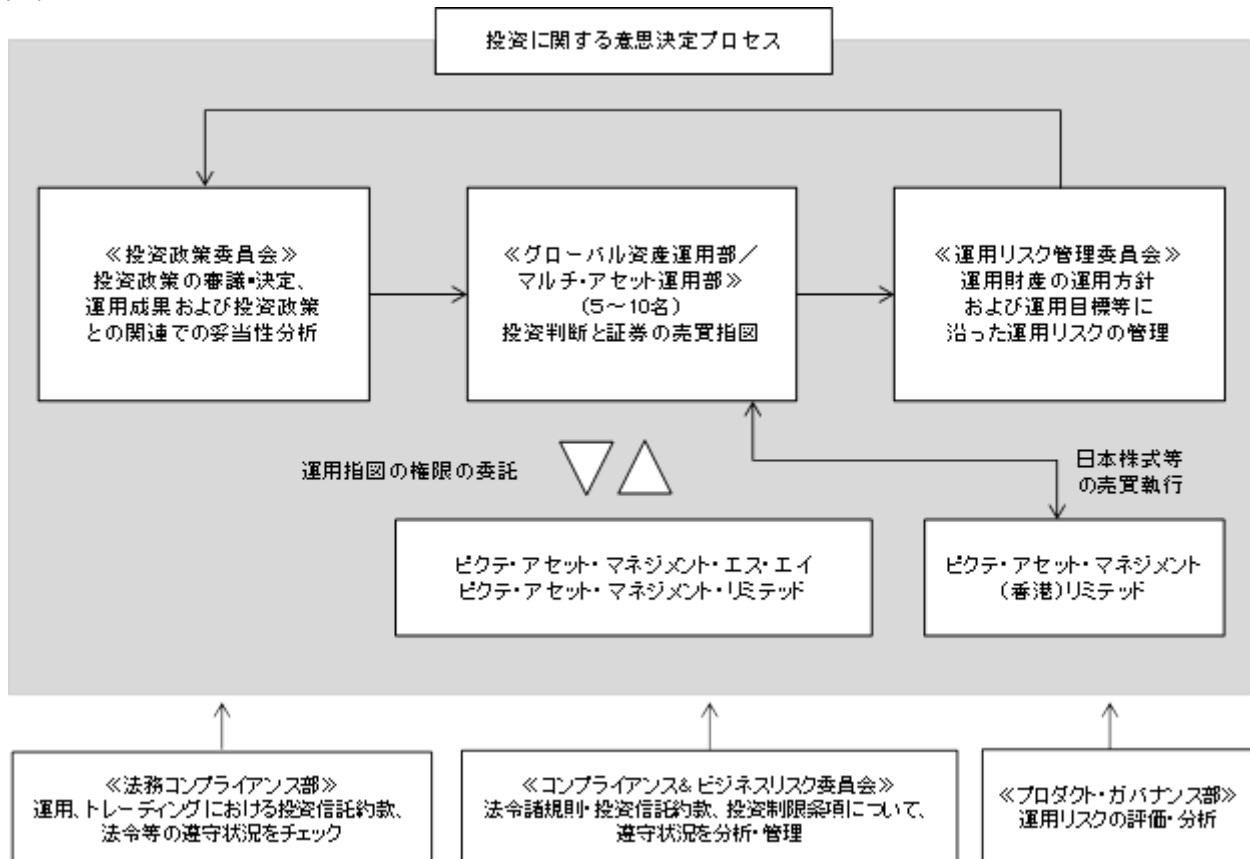 投資に関する意思決定プロセス
≪投資政策委員会≫
投資政策の審議・決定、
運用成果および投資政策
との関連での妥当性分析
≪グローバル資産運用部／
マルチ・アセット運用部≫
(5～10名)
投資判断と証券の売買指図
≪運用リスク管理委員会≫
運用財産の運用方針
および運用目標等に
沿った運用リスクの管理
運用指図の権限の委託
日本株式等
の売買執行
ピクテ・アセット・マネジメント・エス・エイ
ピクテ・アセット・マネジメント・リミテッド
ピクテ・アセット・マネジメント
(香港)リミテッド
≪法務コンプライアンス部≫
運用、トレーディングにおける投資信託約款、
法令等の遵守状況をチェック
≪コンプライアンス&ビジネスリスク委員会≫
法令諸規則・投資信託約款、投資制限条項について、
遵守状況を分析・管理
≪プロダクト・ガバナンス部≫
運用リスクの評価・分析